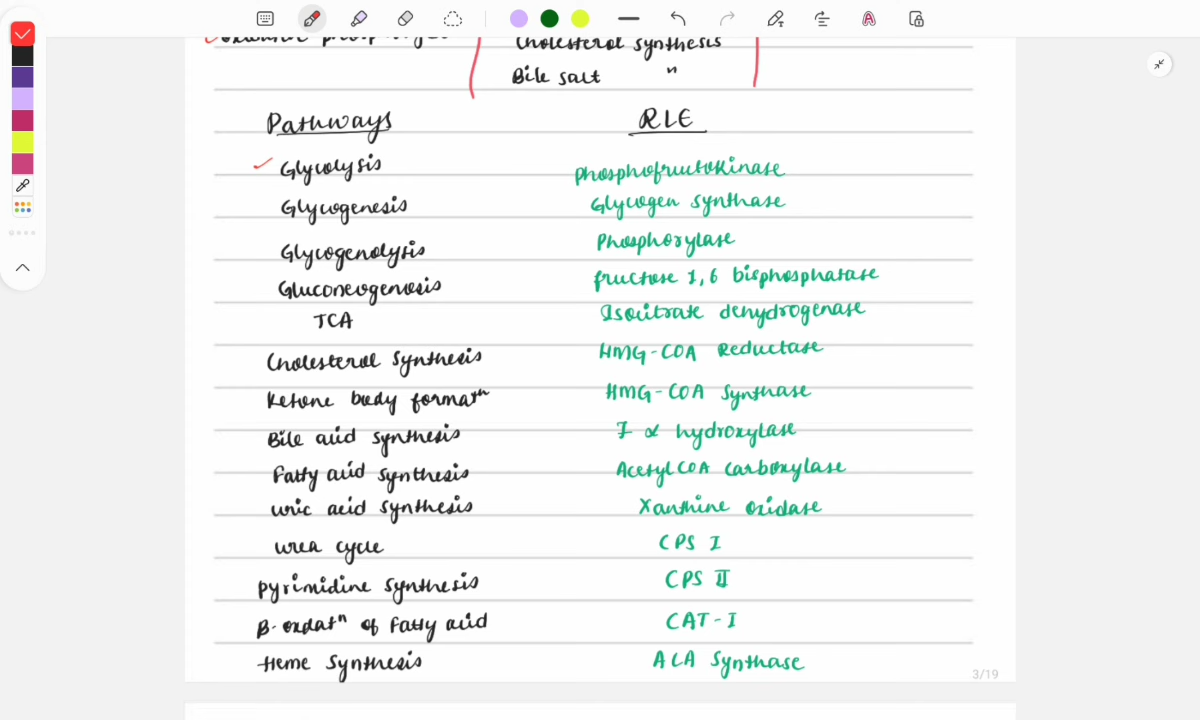 Cholesterol synthesis
Bile salt "
Pathways RLE
Glycolysis Phosphofructokinase
Glycogenesis Glycogen synthase
Glycogenolysis Phosphorylase
Gluconeogenosis fructose 1,6 bisphosphatase
TCA Isocitrate dehydrogenase
Cholesterol synthesis HMG-COA Reductase
Ketone body formatⁿ HMG-COA Synthase
Bile acid synthesis 7 α hydroxylase
Fatty acid synthesis Acetyl COA carboxylase
uric acid synthesis Xanthine oxidase
urea cycle CPS I
pyrimidine synthesis CPS II
β-oxdatⁿ of Fatty acid CAT-I
Heme synthesis ALA synthase
3/19